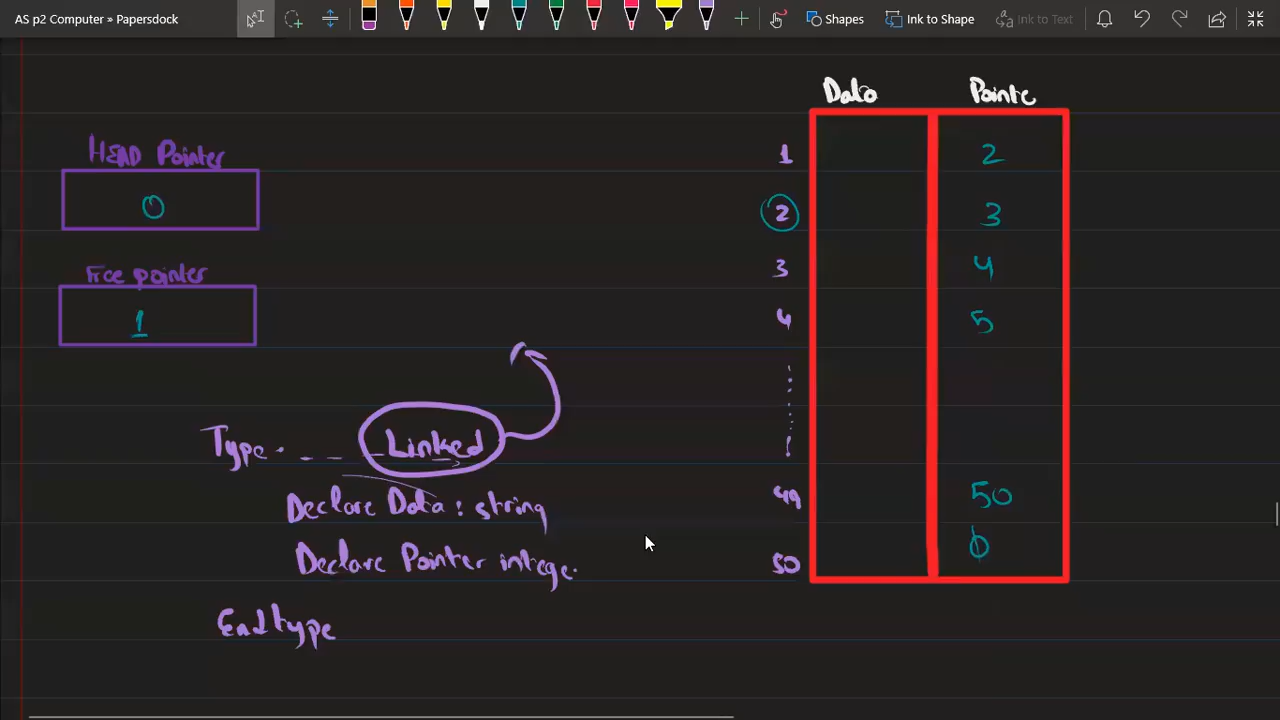 AS p2 Computer » Papersdock
Shapes
Ink to Shape
Ink to Text
Data Pointe
HEAD Pointer
0
Free pointer
1
1 2
2 3
3 4
4 5
49 50
50 0
Type. _ _ _ Linked
Declare Data : string
Declare Pointer intege.
Endtype